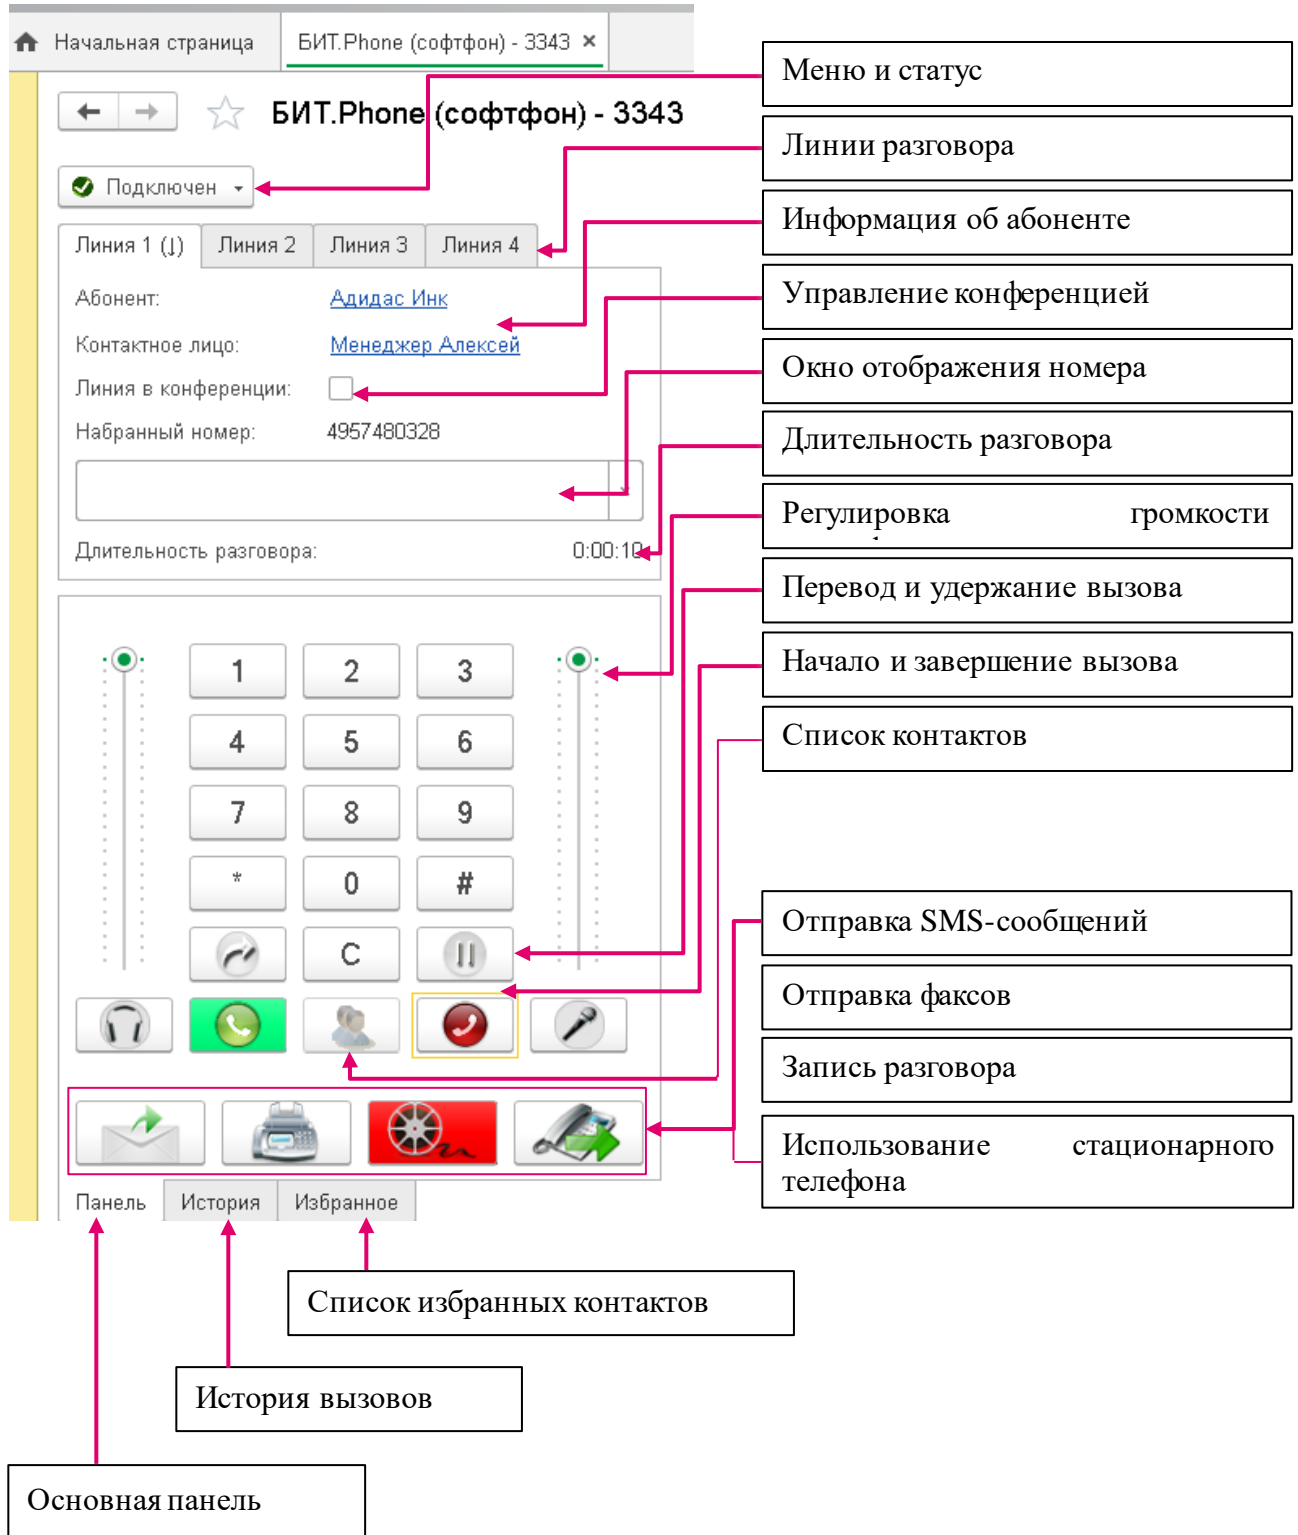 Начальная страница
БИТ.Phone (софтфон) - 3343 ×
БИТ.Phone (софтфон) - 3343
Подключен
Линия 1 (↓)
Линия 2
Линия 3
Линия 4
Абонент:
Адидас Инк
Контактное лицо:
Менеджер Алексей
Линия в конференции:
Набранный номер:
4957480328
Длительность разговора:
0:00:10
1
2
3
4
5
6
7
8
9
*
0
#
C
Панель
История
Избранное
Меню и статус
Линии разговора
Информация об абоненте
Управление конференцией
Окно отображения номера
Длительность разговора
Регулировка громкости
Перевод и удержание вызова
Начало и завершение вызова
Список контактов
Отправка SMS-сообщений
Отправка факсов
Запись разговора
Использование стационарного
телефона
Список избранных контактов
История вызовов
Основная панель